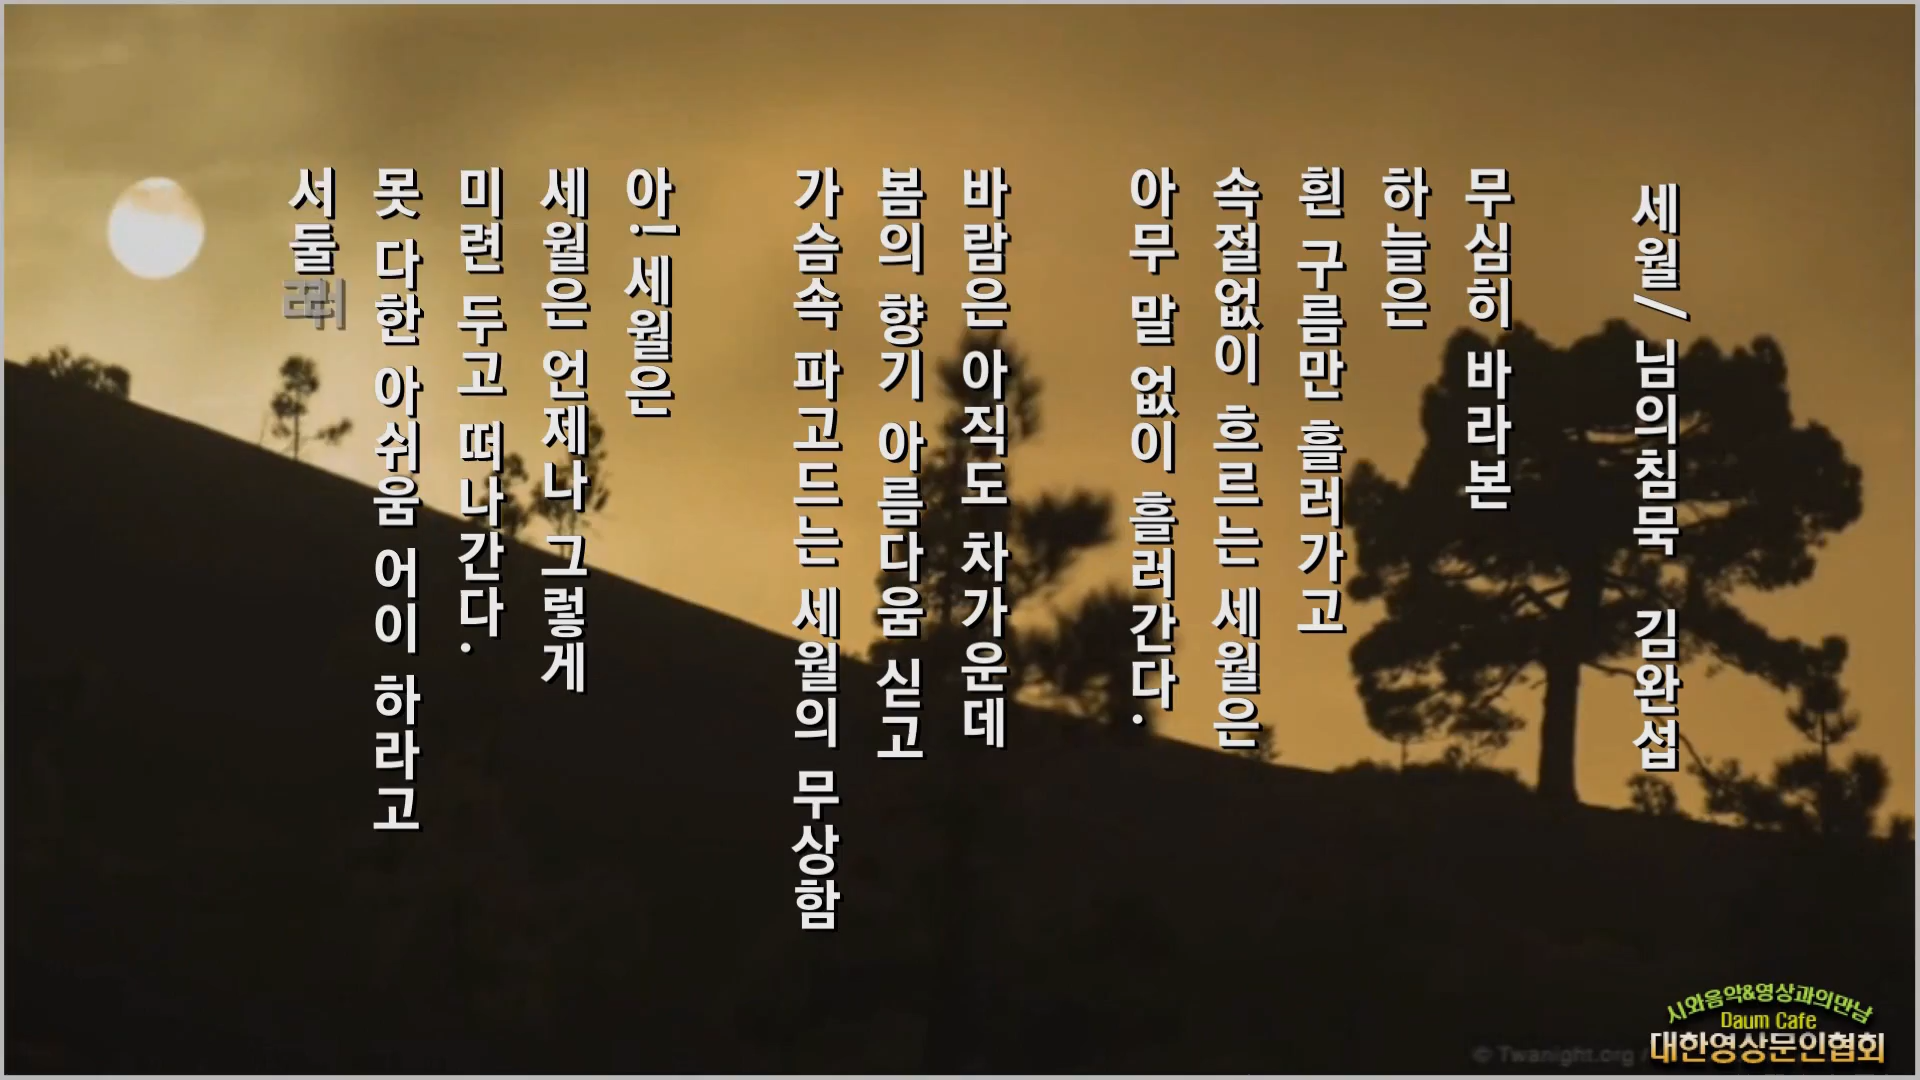 세월/ 님의침묵 김완섭
무심히 바라본
하늘은
흰 구름만 흘러가고
속절없이 흐르는 세월은
아무 말 없이 흘러간다.
바람은 아직도 차가운데
봄의 향기 아름다움 싣고
가슴속 파고드는 세월의 무상함
아! 세월은
세월은 언제나 그렇게
미련 두고 떠나간다.
못 다한 아쉬움 어이 하라고
서둘러
시와음악&영상과의만남
Daum Cafe
대한영상문인협회
© Twanight.org /